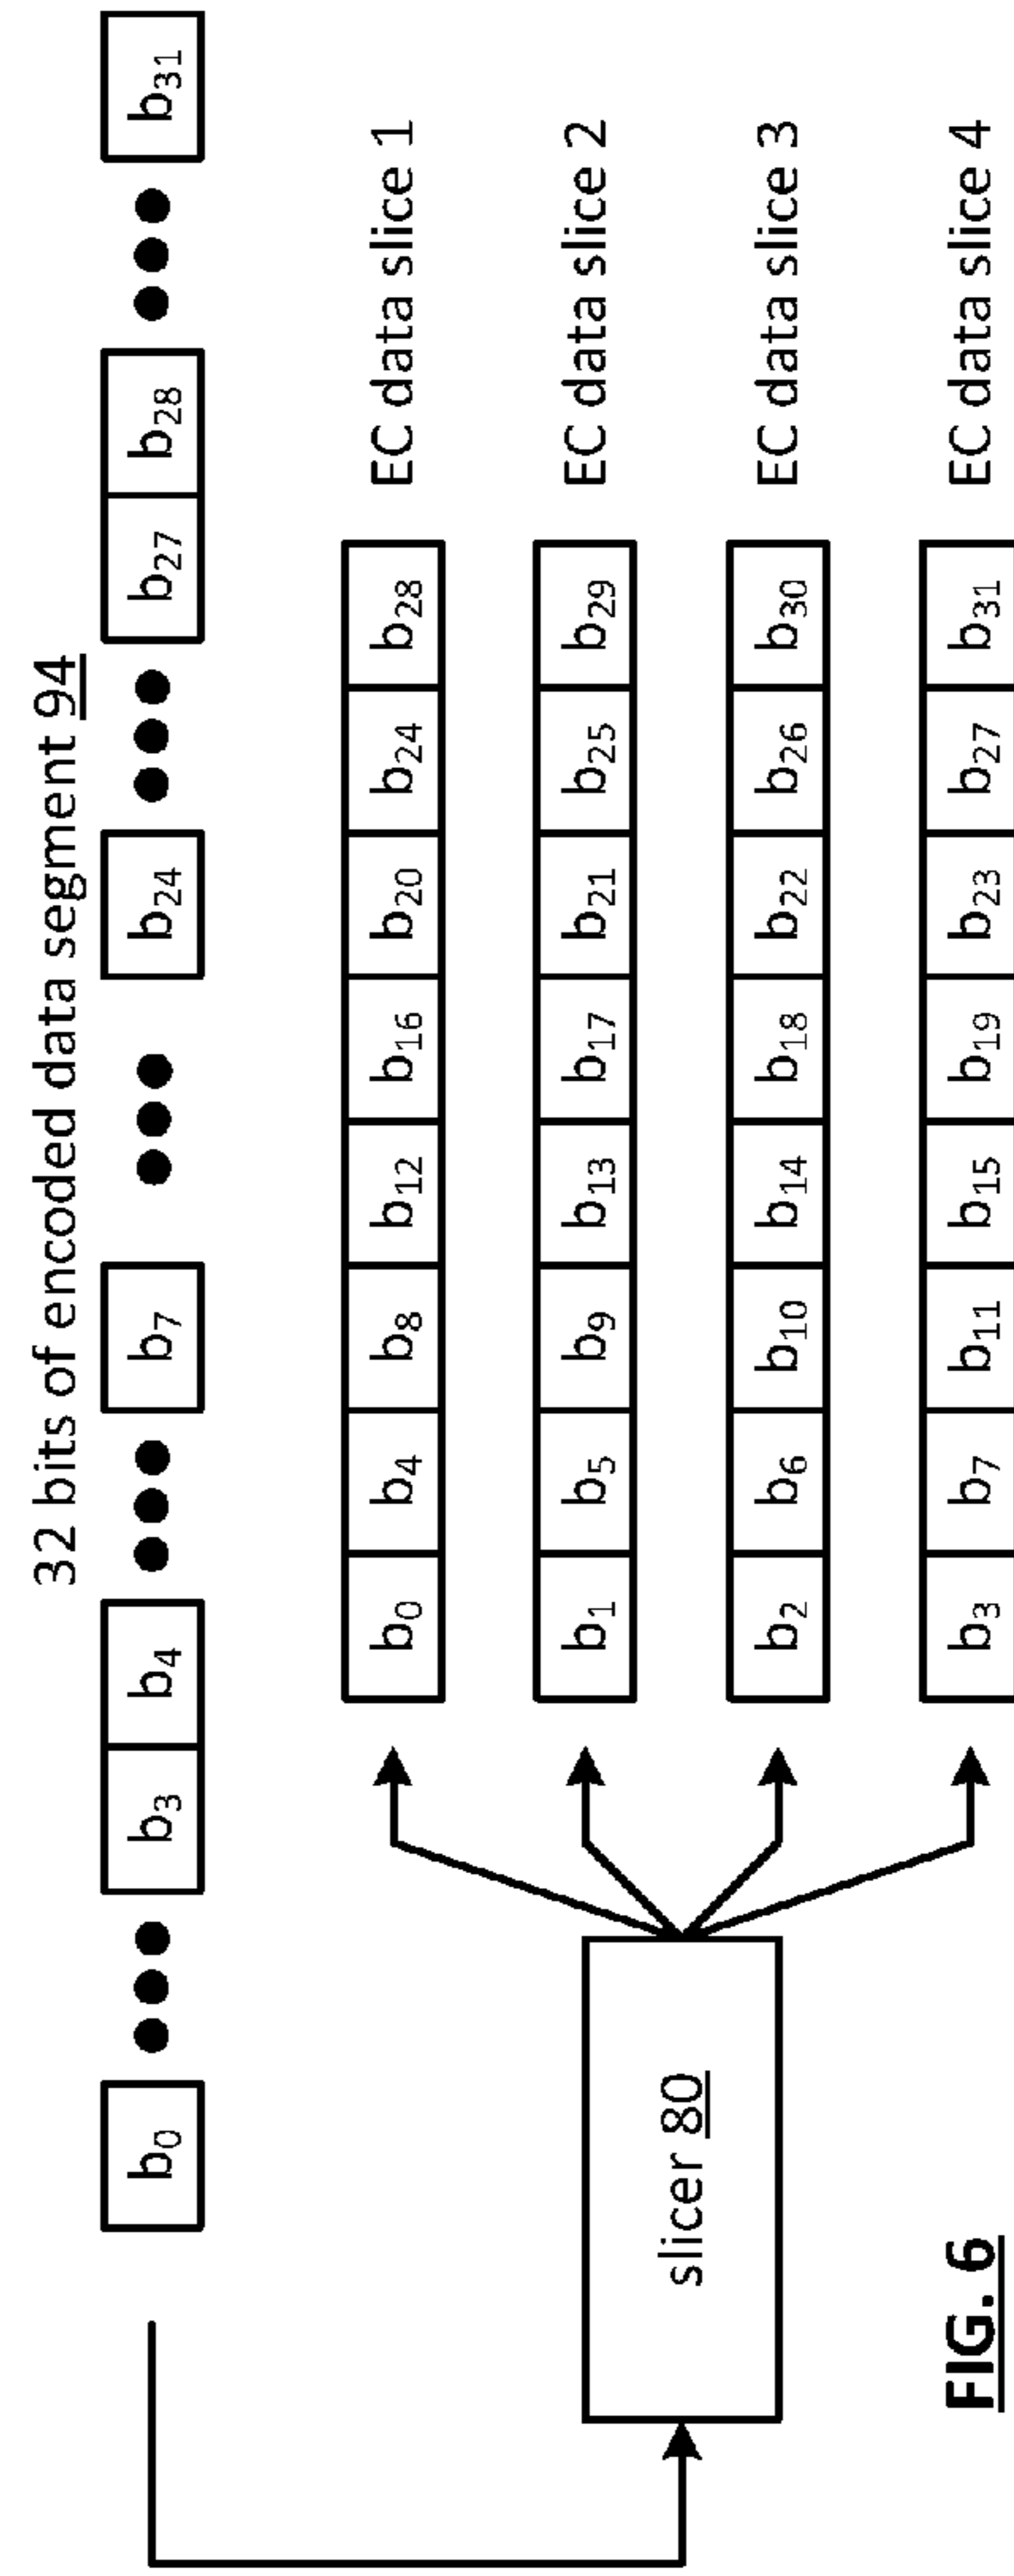 32 bits of encoded data segment 94
b0 b3 b4 b7 b24 b27 b28 b31
b0 b4 b8 b12 b16 b20 b24 b28 EC data slice 1
b1 b5 b9 b13 b17 b21 b25 b29 EC data slice 2
slicer 80
b2 b6 b10 b14 b18 b22 b26 b30 EC data slice 3
b3 b7 b11 b15 b19 b23 b27 b31 EC data slice 4
FIG. 6